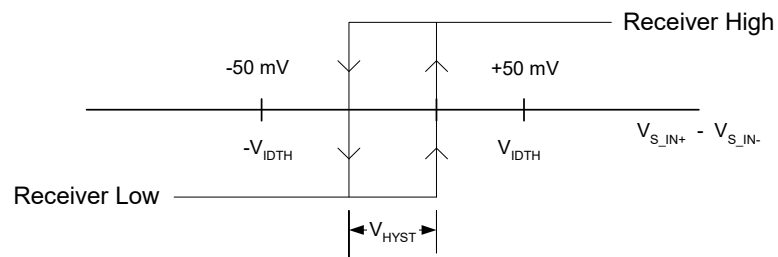 Receiver High
-50 mV
+50 mV
-V_IDTH
V_IDTH
V_S_IN+ - V_S_IN-
Receiver Low
V_HYST